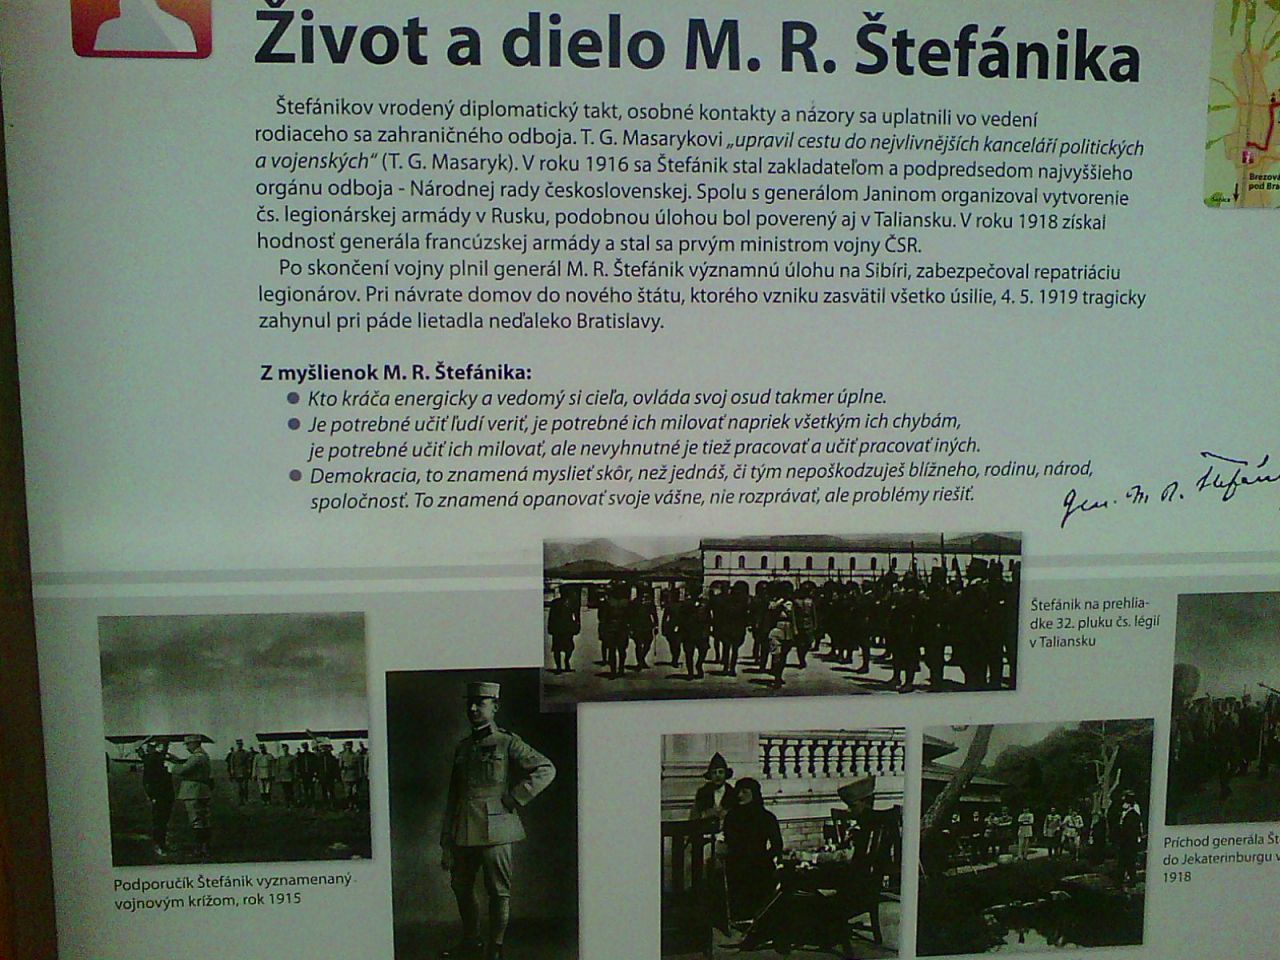 Život a dielo M. R. Štefánika
Štefánikov vrodený diplomatický takt, osobné kontakty a názory sa uplatnili vo vedení
rodiaceho sa zahraničného odboja. T. G. Masarykovi „upravil cestu do nejvlivnějších kanceláří politických
a vojenských“ (T. G. Masaryk). V roku 1916 sa Štefánik stal zakladateľom a podpredsedom najvyššieho
orgánu odboja - Národnej rady československej. Spolu s generálom Janinom organizoval vytvorenie
čs. legionárskej armády v Rusku, podobnou úlohou bol poverený aj v Taliansku. V roku 1918 získal
hodnosť generála francúzskej armády a stal sa prvým ministrom vojny ČSR.
Po skončení vojny plnil generál M. R. Štefánik významnú úlohu na Sibíri, zabezpečoval repatriáciu
legionárov. Pri návrate domov do nového štátu, ktorého vzniku zasvätil všetko úsilie, 4. 5. 1919 tragicky
zahynul pri páde lietadla neďaleko Bratislavy.
Z myšlienok M. R. Štefánika:
Kto kráča energicky a vedomý si cieľa, ovláda svoj osud takmer úplne.
Je potrebné učiť ľudí veriť, je potrebné ich milovať napriek všetkým ich chybám,
je potrebné učiť ich milovať, ale nevyhnutné je tiež pracovať a učiť pracovať iných.
Demokracia, to znamená myslieť skôr, než jednáš, či tým nepoškodzuješ blížneho, rodinu, národ,
spoločnosť. To znamená opanovať svoje vášne, nie rozprávať, ale problémy riešiť.
Gen. M. R. Štefán
Brezová
pod Bra
Senica
Štefánik na prehlia-
dke 32. pluku čs. légií
v Taliansku
Podporučík Štefánik vyznamenaný
vojnovým krížom, rok 1915
Príchod generála Št
do Jekaterinburgu v
1918